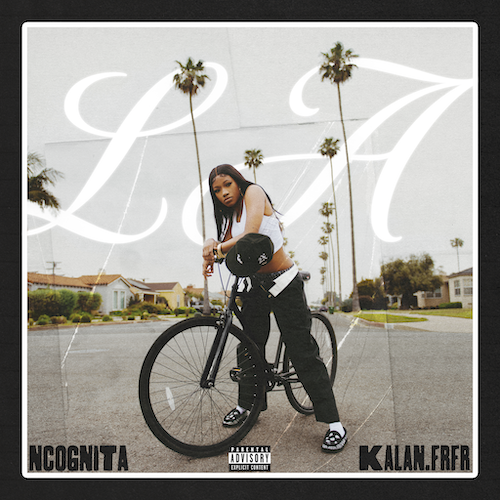 LA
NCOGNITA
PARENTAL
ADVISORY
EXPLICIT CONTENT
KALAN.FRFR